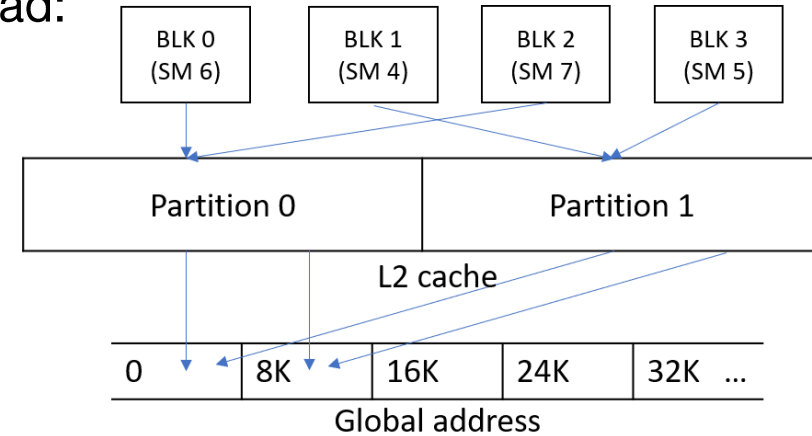 ad:
BLK 0
(SM 6)
BLK 1
(SM 4)
BLK 2
(SM 7)
BLK 3
(SM 5)
Partition 0
Partition 1
L2 cache
0
8K
16K
24K
32K ...
Global address